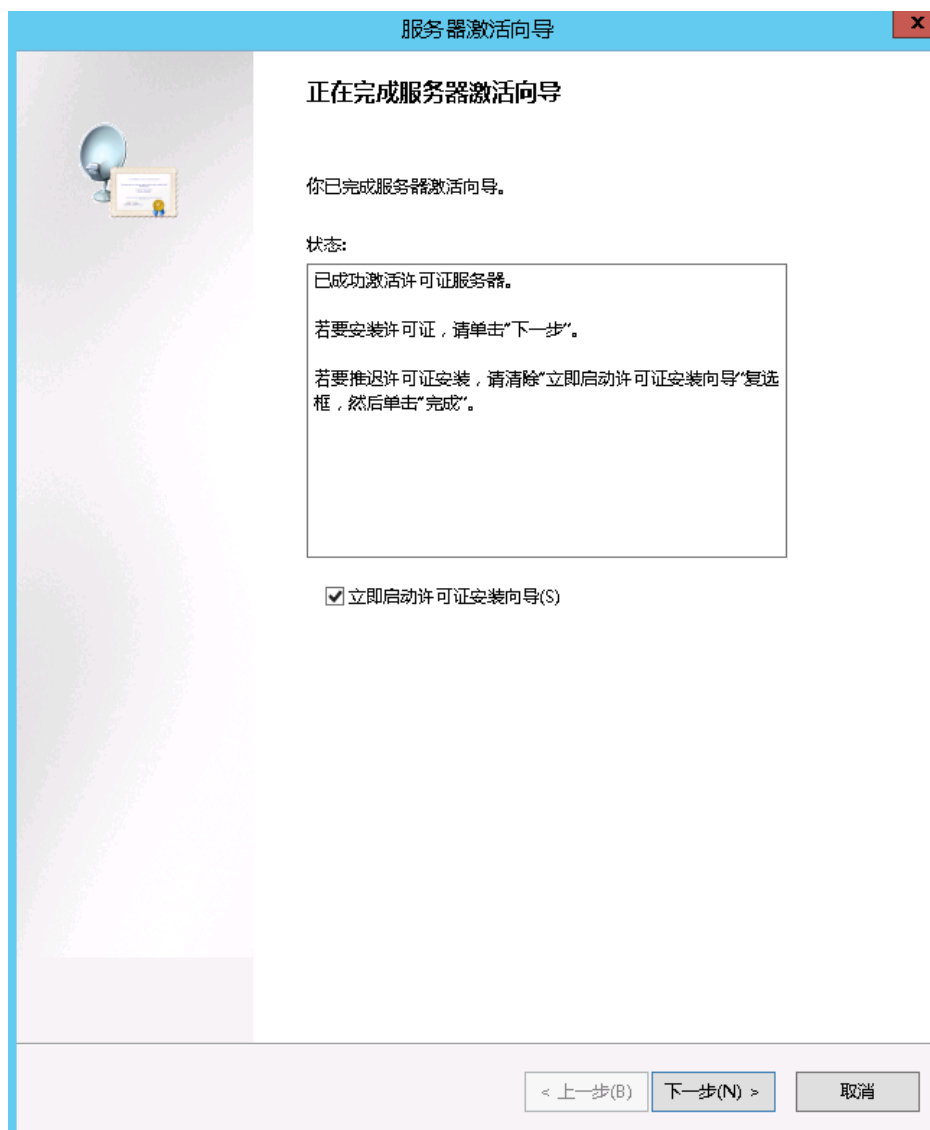 服务器激活向导
x
正在完成服务器激活向导
你已完成服务器激活向导。
状态:
已成功激活许可证服务器。
若要安装许可证，请单击"下一步"。
若要推迟许可证安装，请清除"立即启动许可证安装向导"复选
框，然后单击"完成"。
立即启动许可证安装向导(S)
< 上一步(B) 下一步(N) > 取消